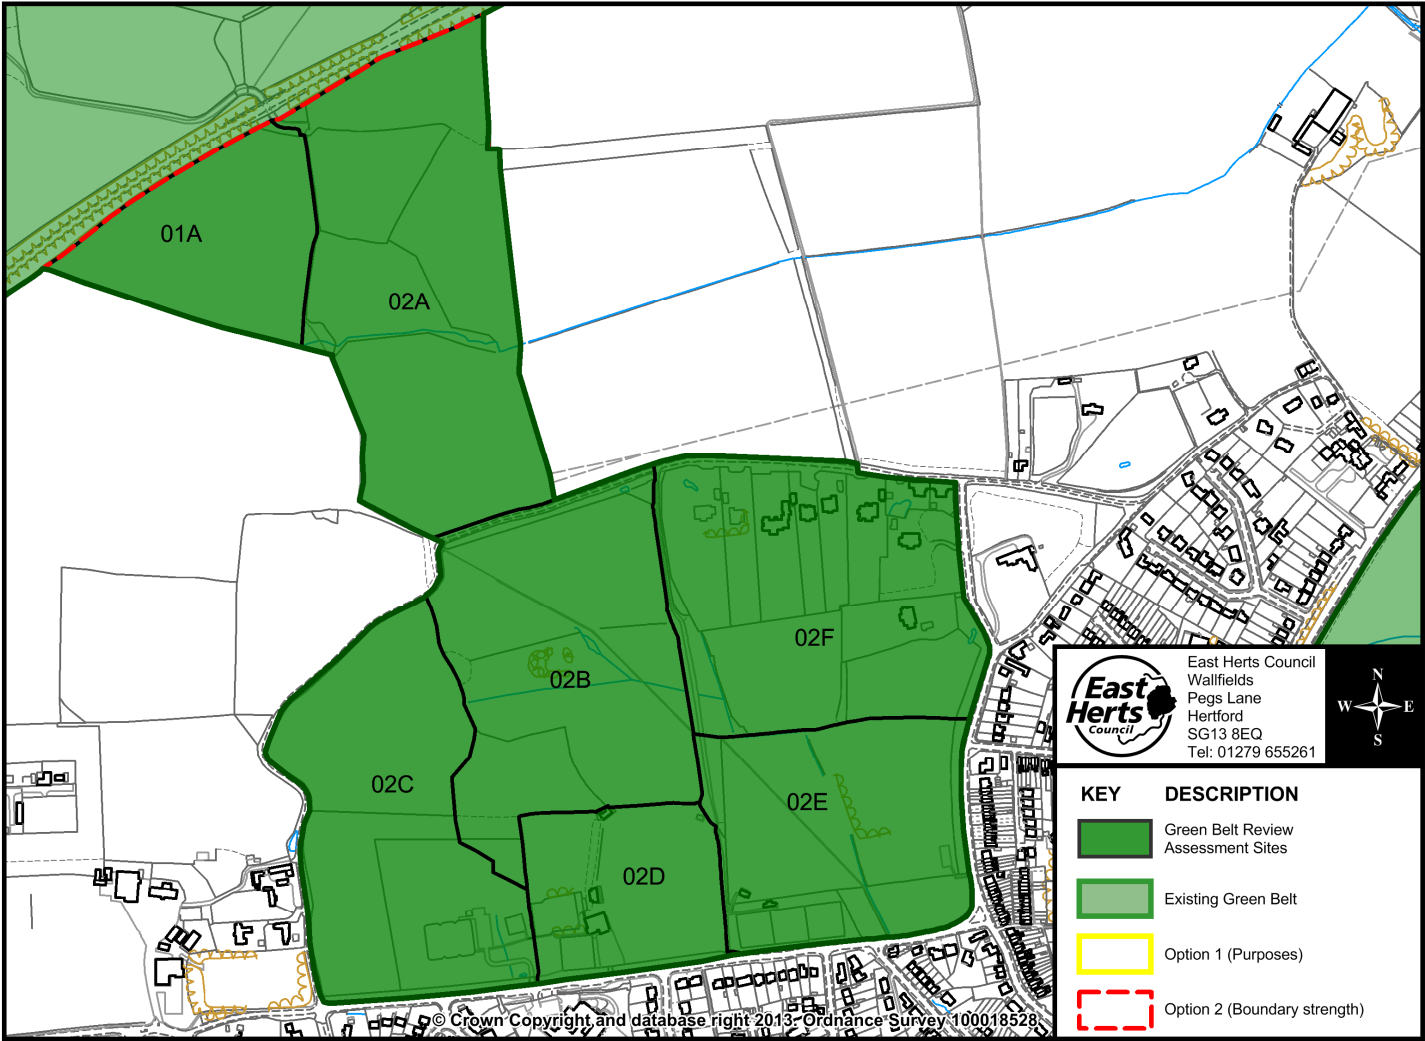 01A
02A
02B
02C
02D
02E
02F
East Herts
Council
East Herts Council
Wallfields
Pegs Lane
Hertford
SG13 8EQ
Tel: 01279 655261
N
W E
S
KEY DESCRIPTION
Green Belt Review
Assessment Sites
Existing Green Belt
Option 1 (Purposes)
Option 2 (Boundary strength)
© Crown Copyright and database right 2013. Ordnance Survey 100018528